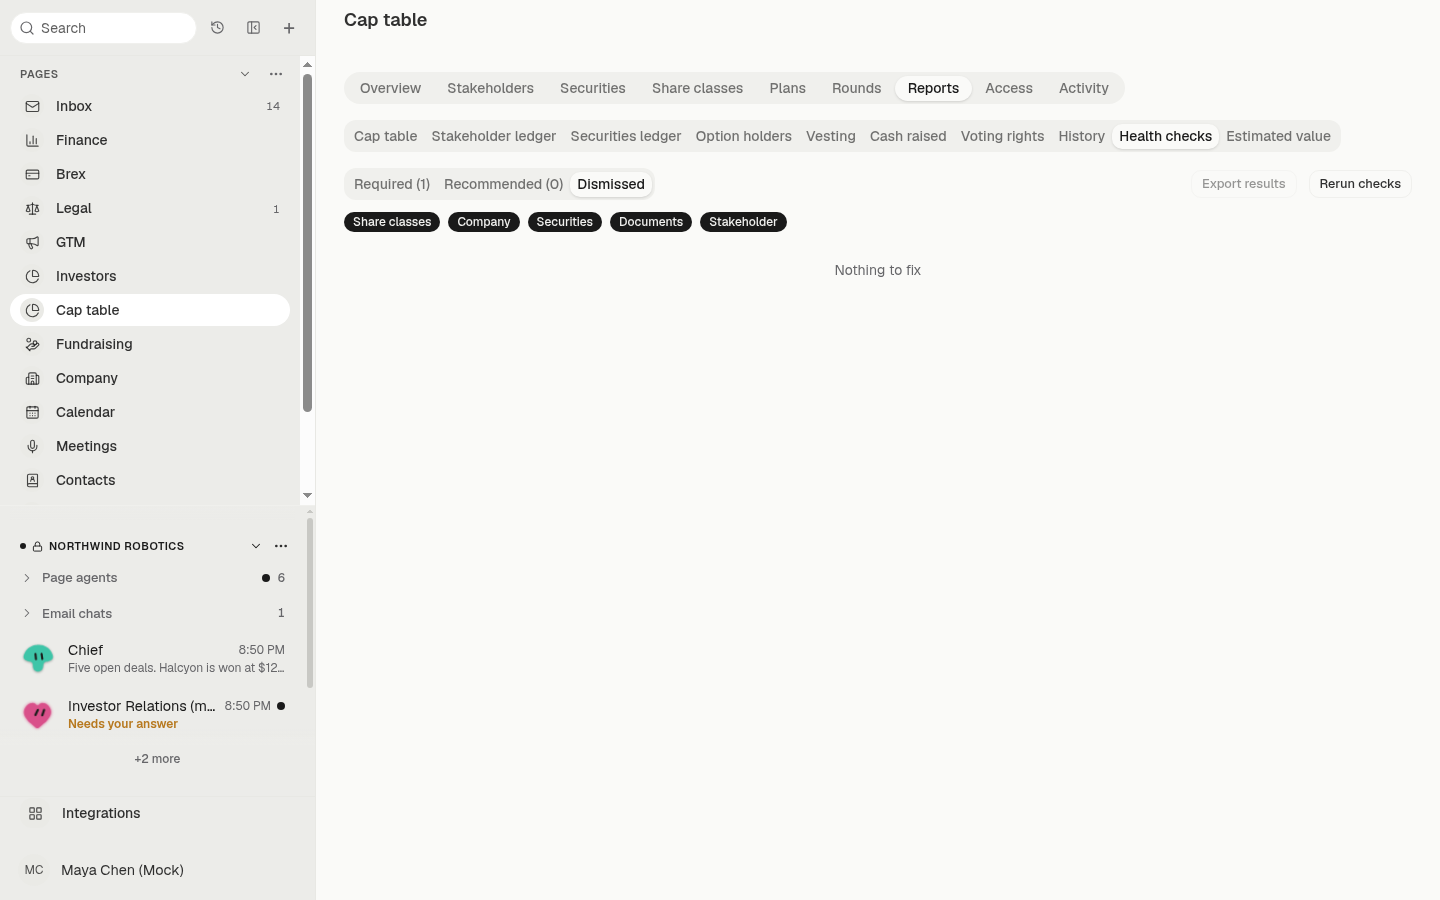 Search
PAGES
Inbox 14
Finance
Brex
Legal 1
GTM
Investors
Cap table
Fundraising
Company
Calendar
Meetings
Contacts
NORTHWIND ROBOTICS
Page agents 6
Email chats 1
Chief 8:50 PM
Five open deals. Halcyon is won at $12...
Investor Relations (m... 8:50 PM
Needs your answer
+2 more
Integrations
MC Maya Chen (Mock)
Cap table
Overview Stakeholders Securities Share classes Plans Rounds Reports Access Activity
Cap table Stakeholder ledger Securities ledger Option holders Vesting Cash raised Voting rights History Health checks Estimated value
Required (1) Recommended (0) Dismissed Export results Rerun checks
Share classes Company Securities Documents Stakeholder
Nothing to fix